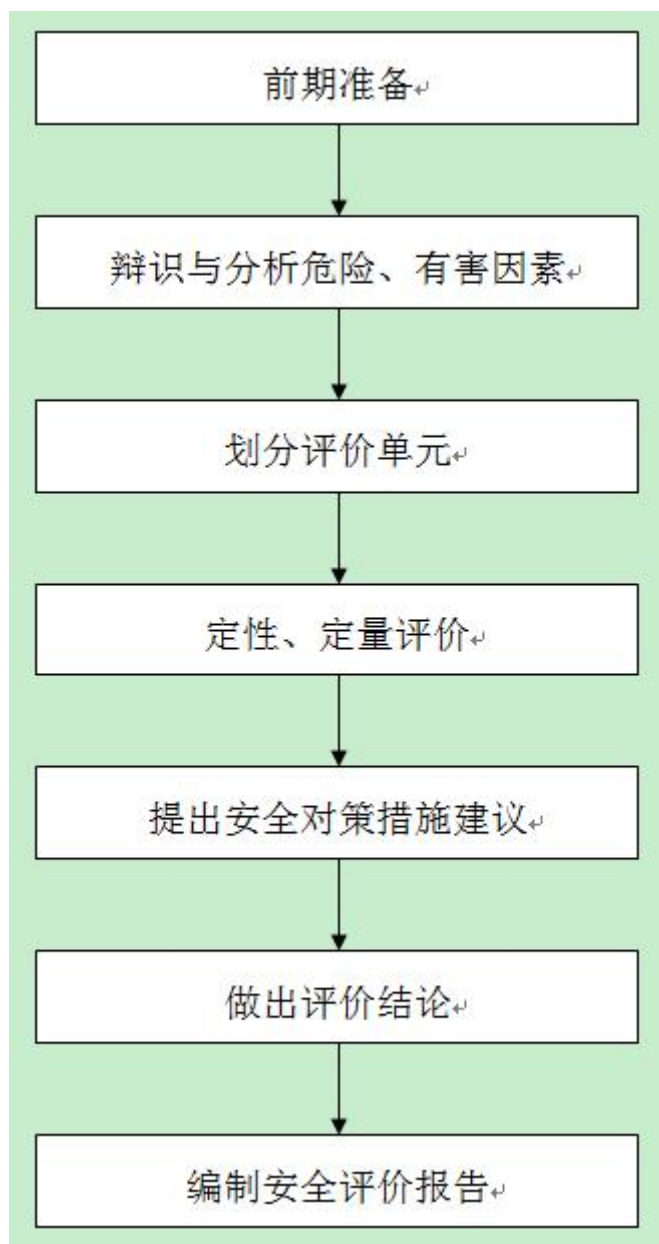 前期准备
辩识与分析危险、有害因素
划分评价单元
定性、定量评价
提出安全对策措施建议
做出评价结论
编制安全评价报告